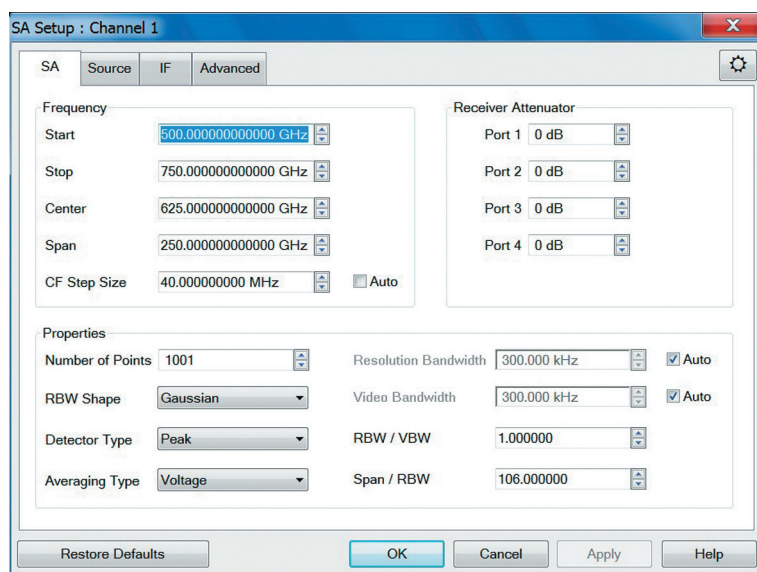 SA Setup : Channel 1
X
SA Source IF Advanced
Frequency
Start 500.000000000000 GHz
Stop 750.000000000000 GHz
Center 625.000000000000 GHz
Span 250.000000000000 GHz
CF Step Size 40.000000000 MHz Auto
Receiver Attenuator
Port 1 0 dB
Port 2 0 dB
Port 3 0 dB
Port 4 0 dB
Properties
Number of Points 1001
RBW Shape Gaussian
Detector Type Peak
Averaging Type Voltage
Resolution Bandwidth 300.000 kHz Auto
Video Bandwidth 300.000 kHz Auto
RBW / VBW 1.000000
Span / RBW 106.000000
Restore Defaults OK Cancel Apply Help